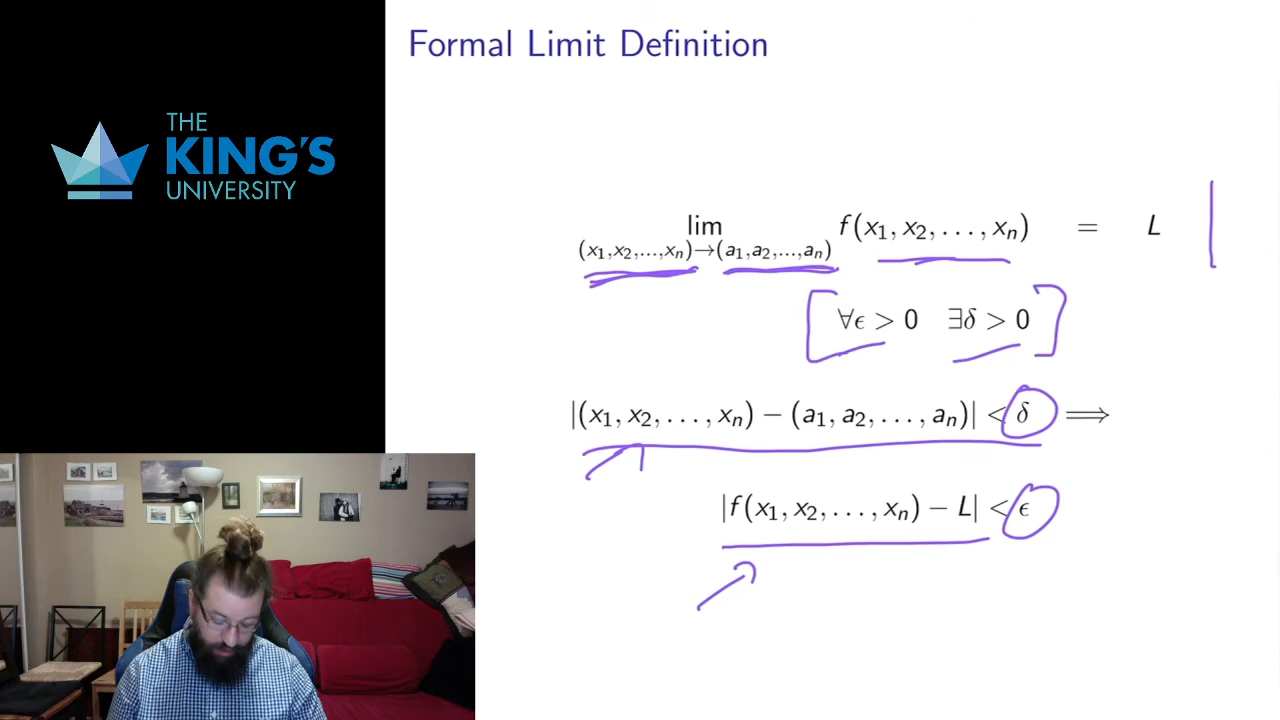 THE
KING'S
UNIVERSITY
Formal Limit Definition
lim f(x₁, x₂, . . . , xₙ) = L
(x₁,x₂,...,xₙ)→(a₁,a₂,...,aₙ)
∀ϵ > 0 ∃δ > 0
|(x₁, x₂, . . . , xₙ) − (a₁, a₂, . . . , aₙ)| < δ ⟹
|f(x₁, x₂, . . . , xₙ) − L| < ϵ